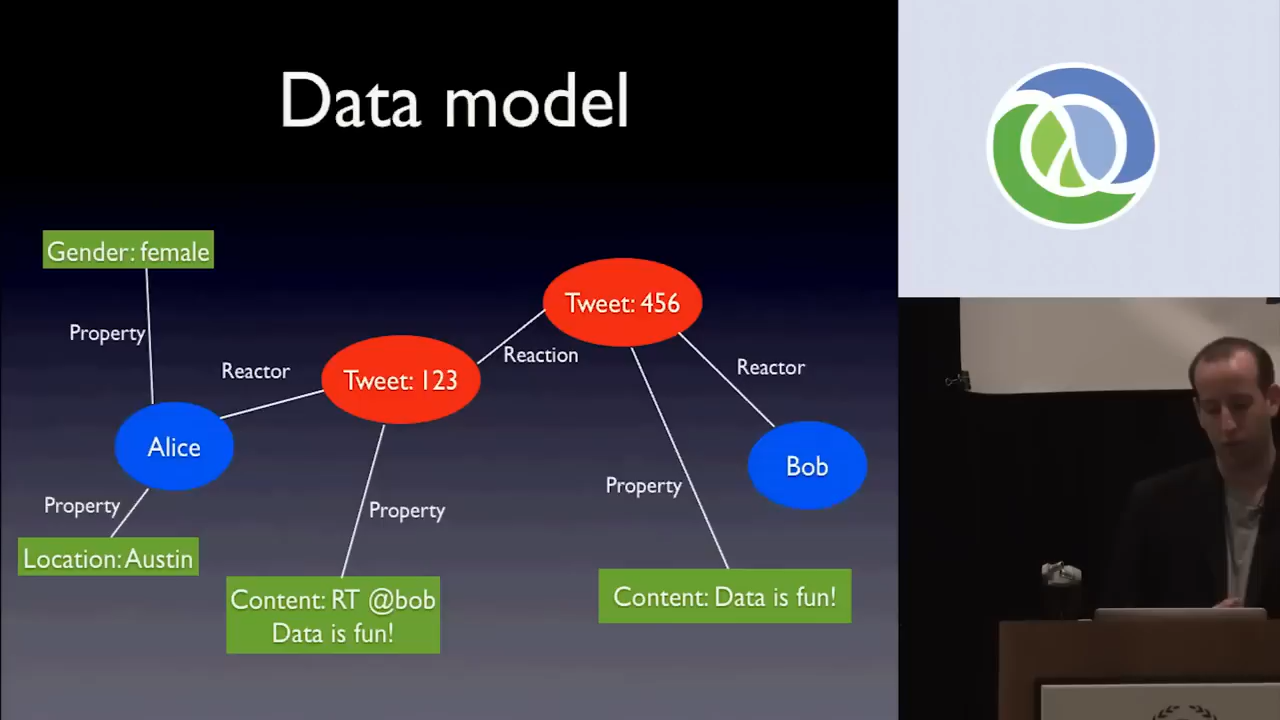 Data model
Gender: female
Property
Reactor
Tweet: 123
Reaction
Tweet: 456
Reactor
Alice
Bob
Property
Property
Property
Location: Austin
Content: RT @bob
Data is fun!
Content: Data is fun!